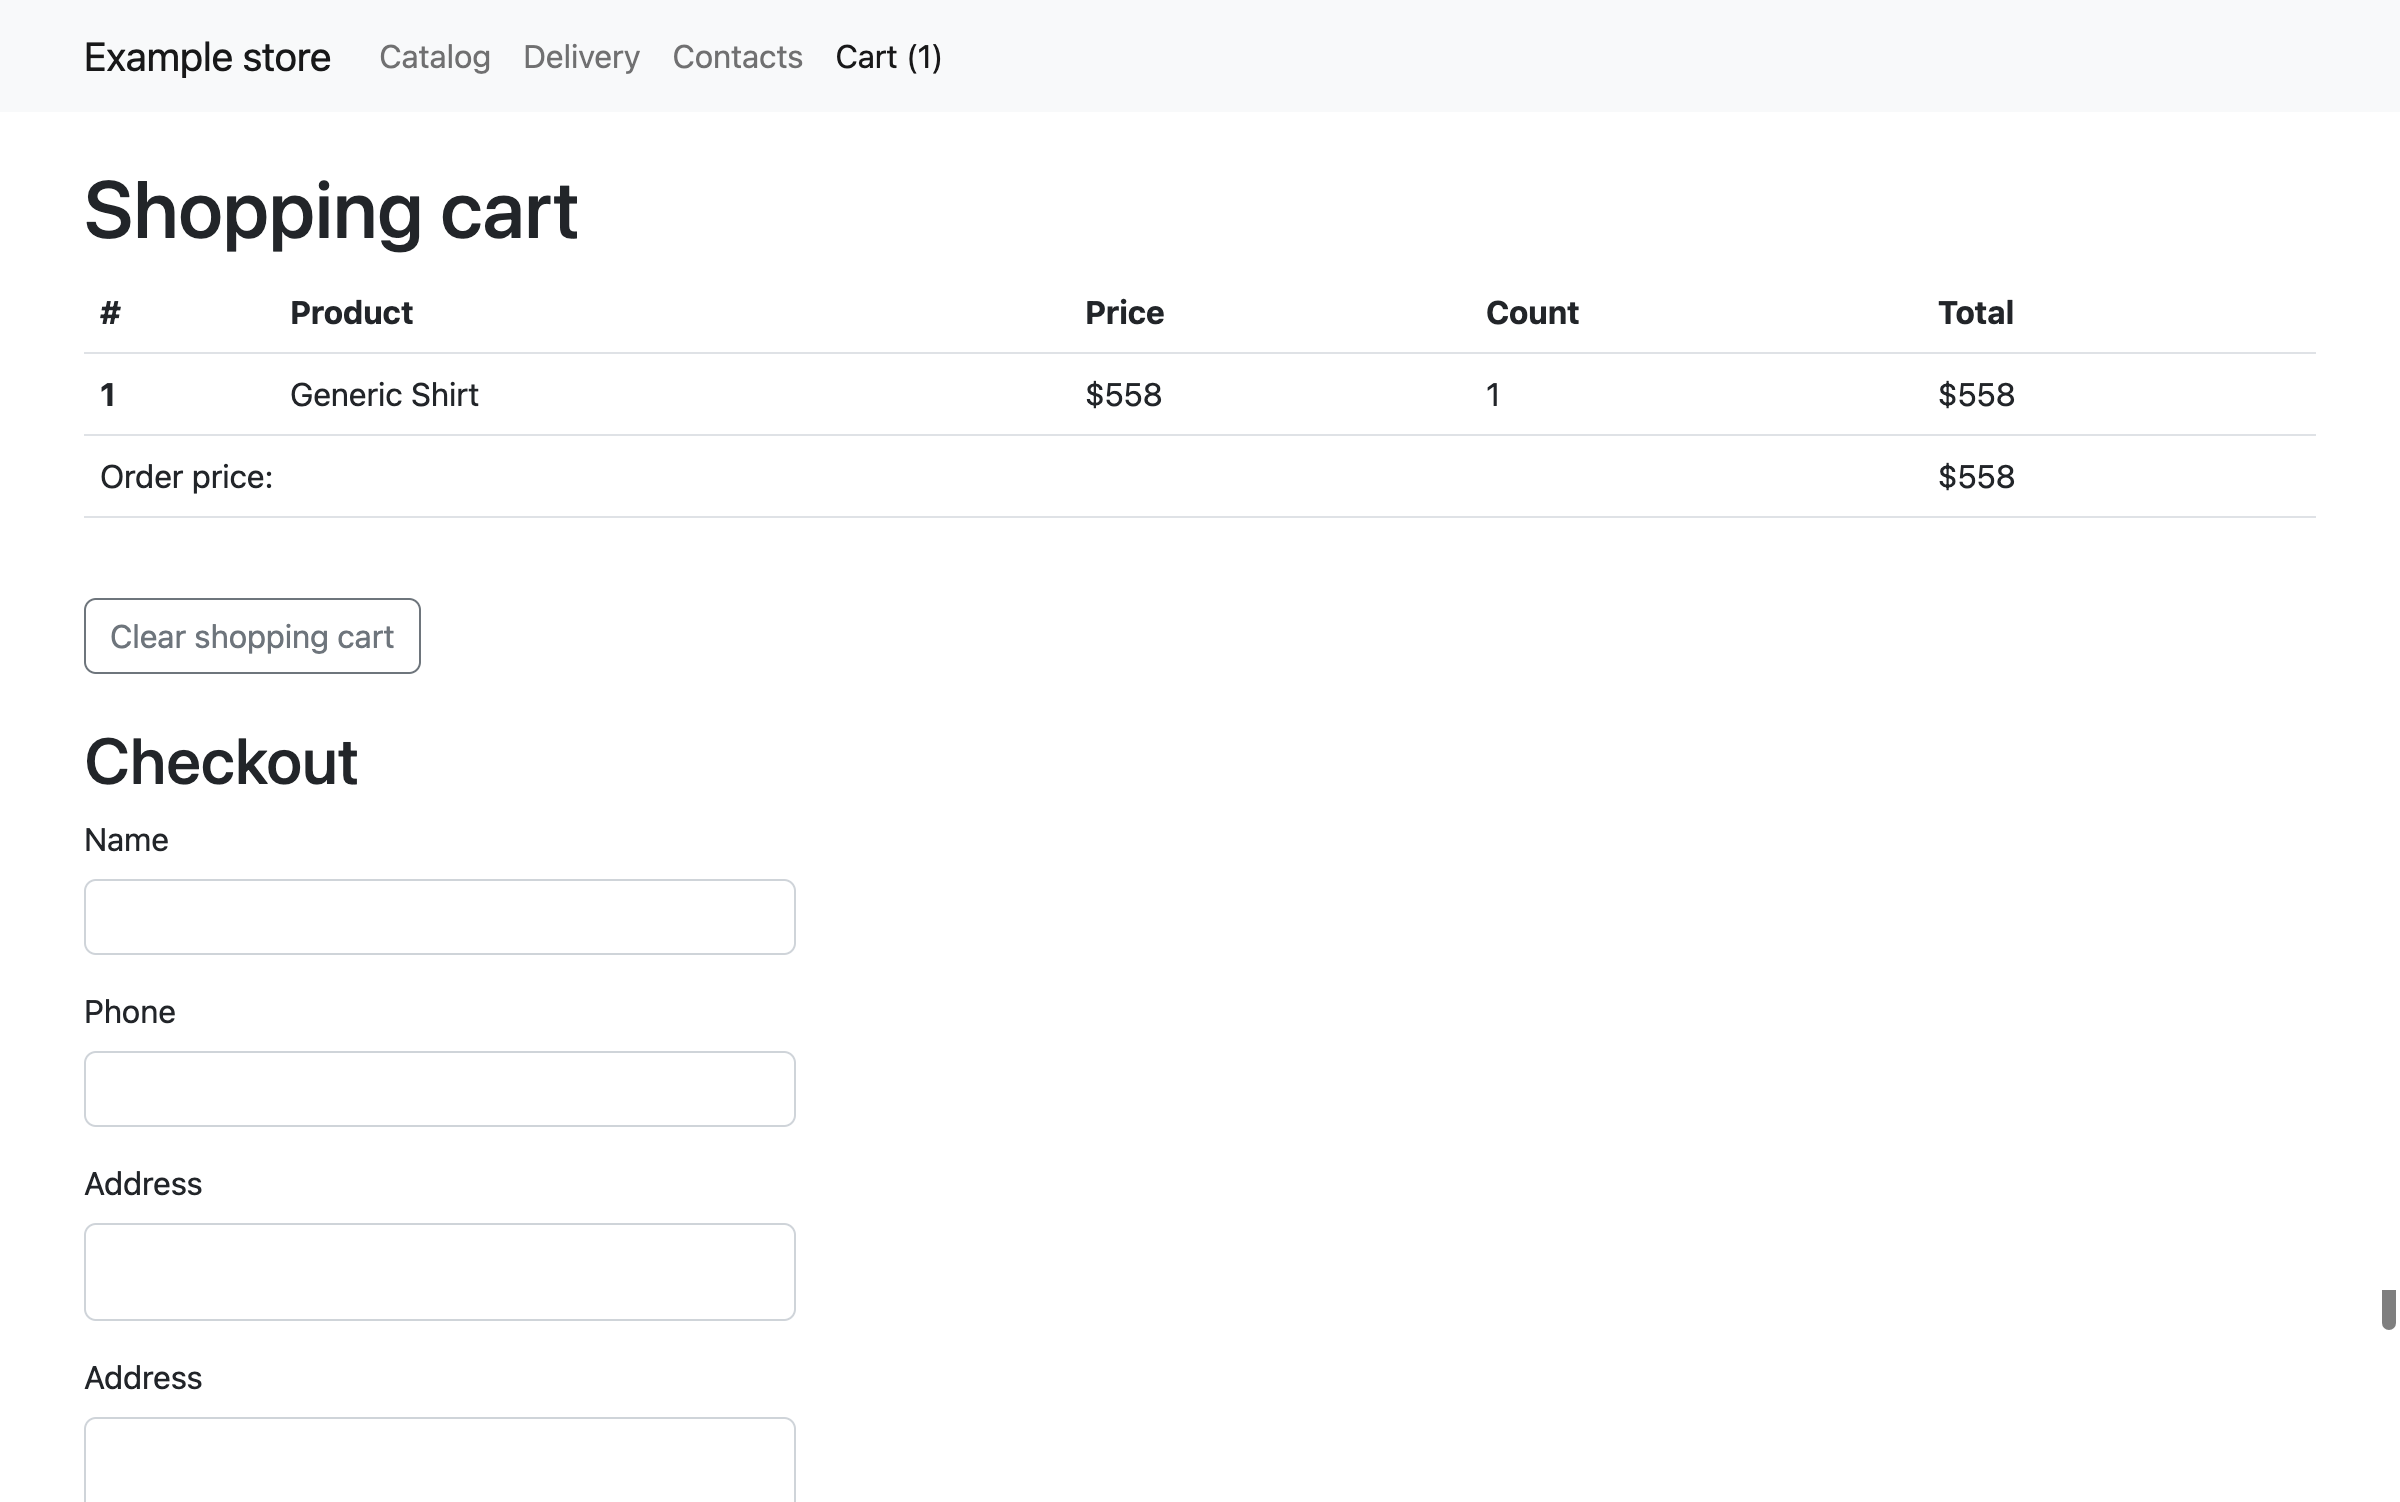 Example store Catalog Delivery Contacts Cart (1)
Shopping cart
# Product Price Count Total
1 Generic Shirt $558 1 $558
Order price: $558
Clear shopping cart
Checkout
Name
Phone
Address
Address